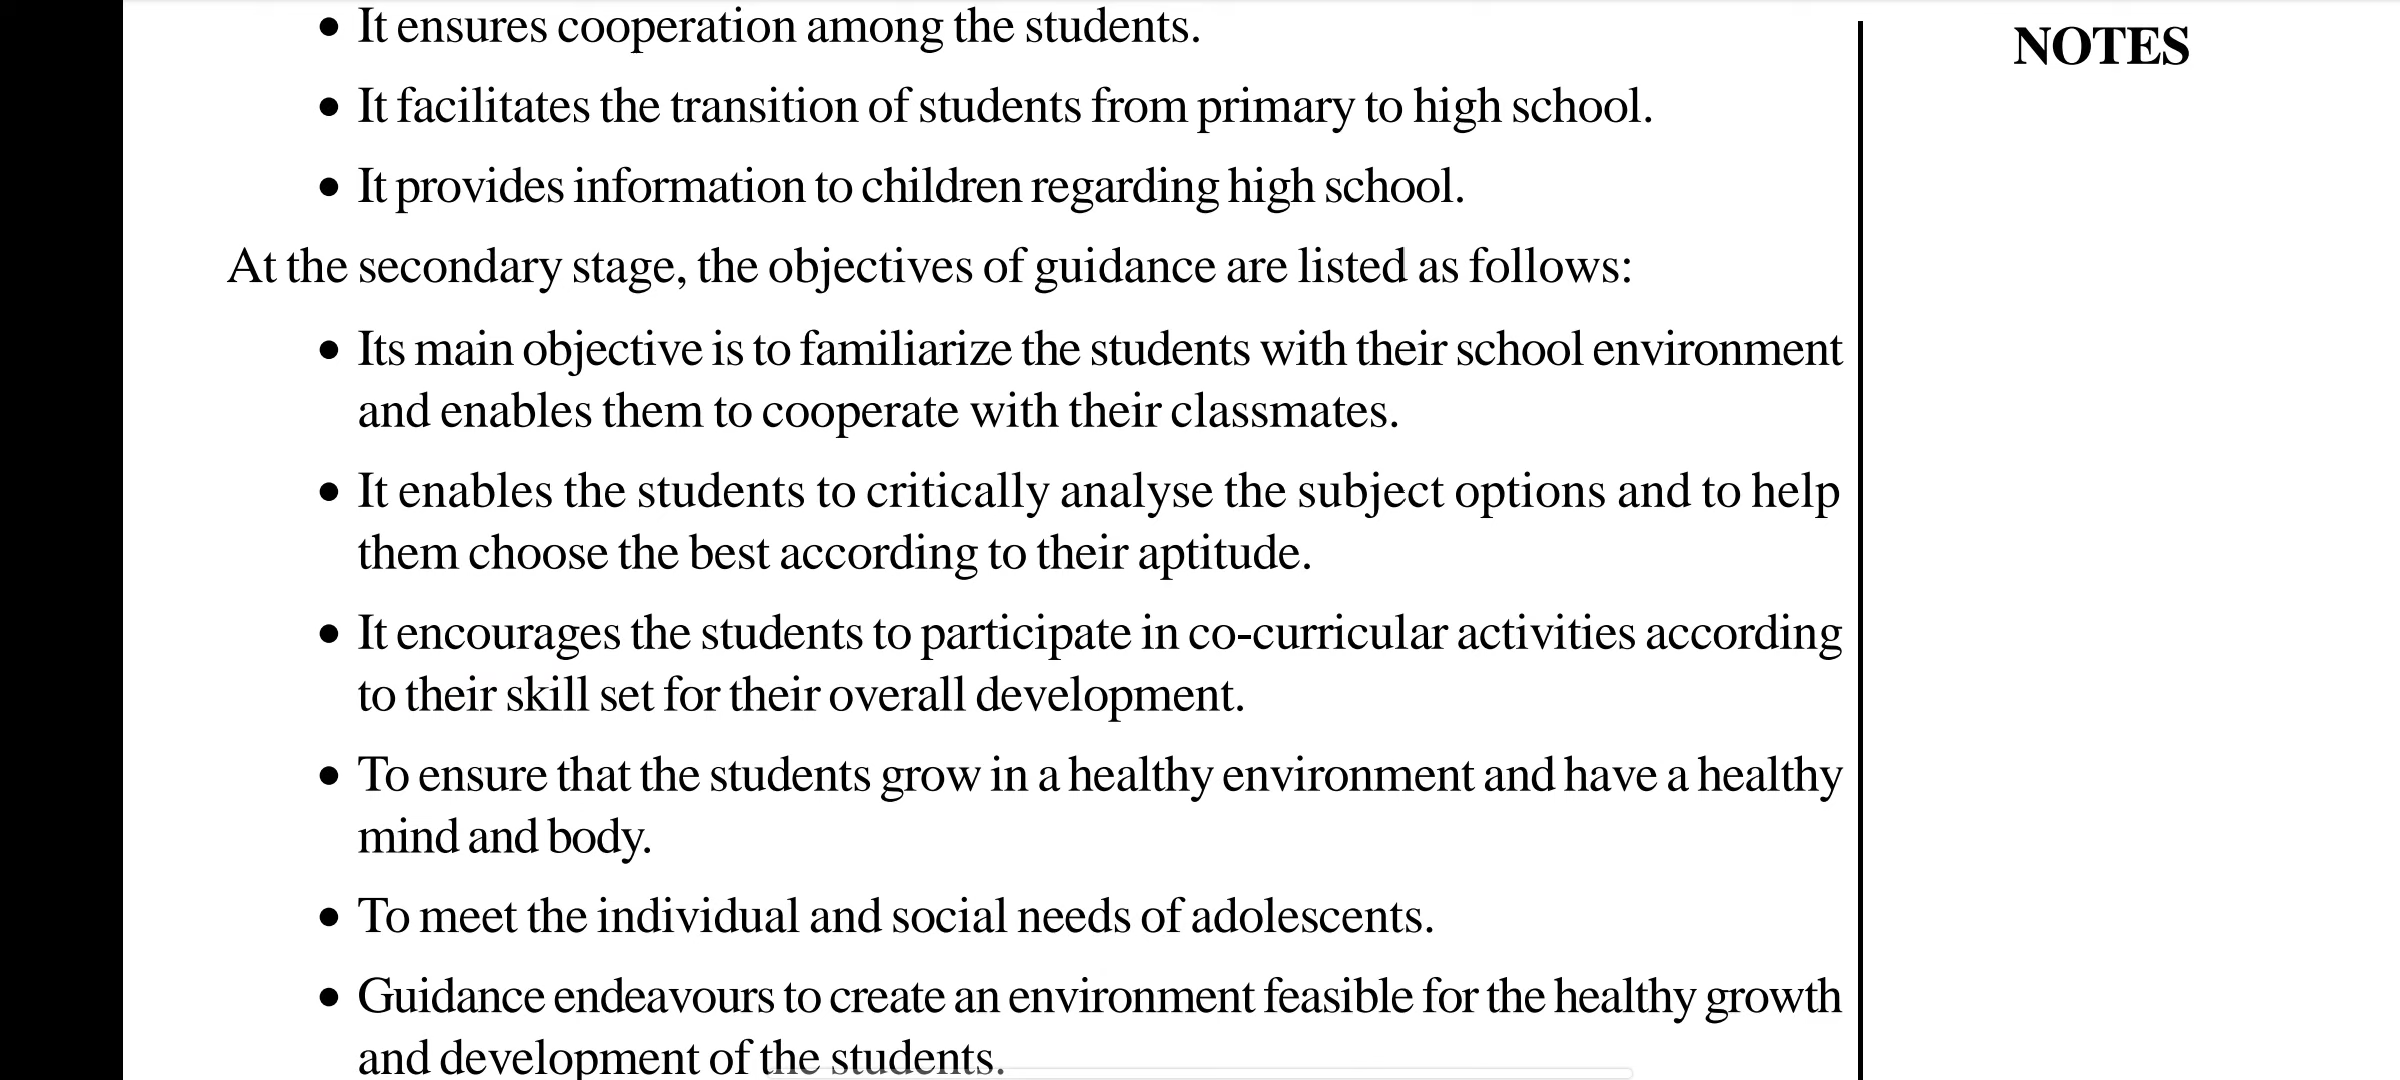 • It ensures cooperation among the students.
• It facilitates the transition of students from primary to high school.
• It provides information to children regarding high school.
At the secondary stage, the objectives of guidance are listed as follows:
• Its main objective is to familiarize the students with their school environment
and enables them to cooperate with their classmates.
• It enables the students to critically analyse the subject options and to help
them choose the best according to their aptitude.
• It encourages the students to participate in co-curricular activities according
to their skill set for their overall development.
• To ensure that the students grow in a healthy environment and have a healthy
mind and body.
• To meet the individual and social needs of adolescents.
• Guidance endeavours to create an environment feasible for the healthy growth
and development of the students.
NOTES